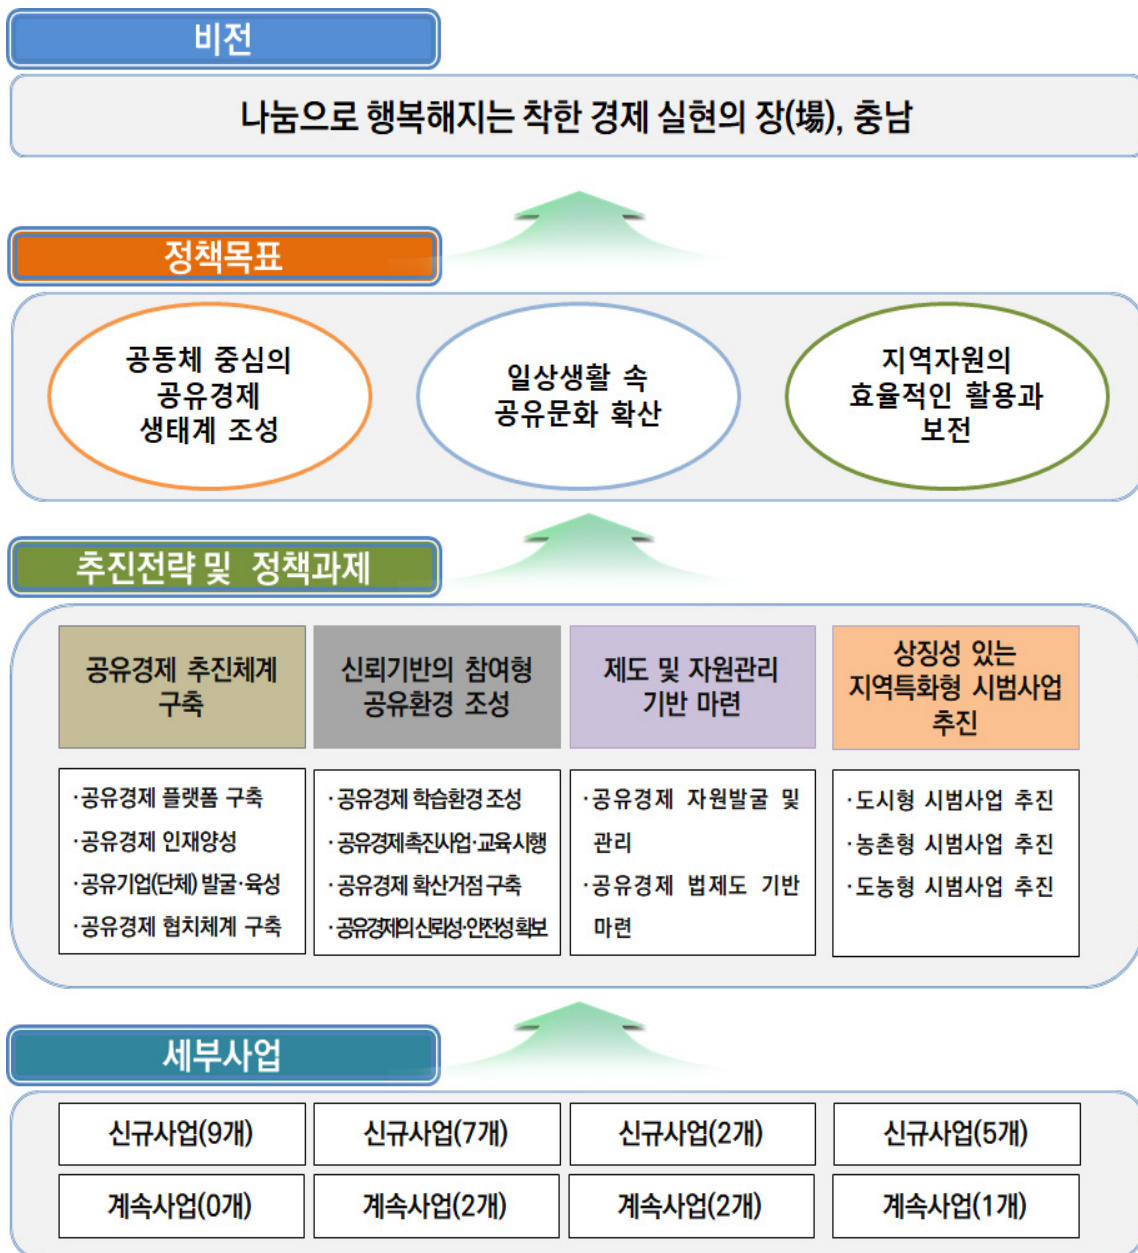 비전
나눔으로 행복해지는 착한 경제 실현의 장(場), 충남
정책목표
공동체 중심의
공유경제
생태계 조성
일상생활 속
공유문화 확산
지역자원의
효율적인 활용과
보전
추진전략 및 정책과제
공유경제 추진체계
구축
·공유경제 플랫폼 구축
·공유경제 인재양성
·공유기업(단체) 발굴·육성
·공유경제 협치체계 구축
신뢰기반의 참여형
공유환경 조성
·공유경제 학습환경 조성
·공유경제 촉진사업·교육 시행
·공유경제 확산거점 구축
·공유경제의 신뢰성·안전성 확보
제도 및 자원관리
기반 마련
·공유경제 자원발굴 및
관리
·공유경제 법제도 기반
마련
상징성 있는
지역특화형 시범사업
추진
·도시형 시범사업 추진
·농촌형 시범사업 추진
·도농형 시범사업 추진
세부사업
신규사업(9개)
신규사업(7개)
신규사업(2개)
신규사업(5개)
계속사업(0개)
계속사업(2개)
계속사업(2개)
계속사업(1개)